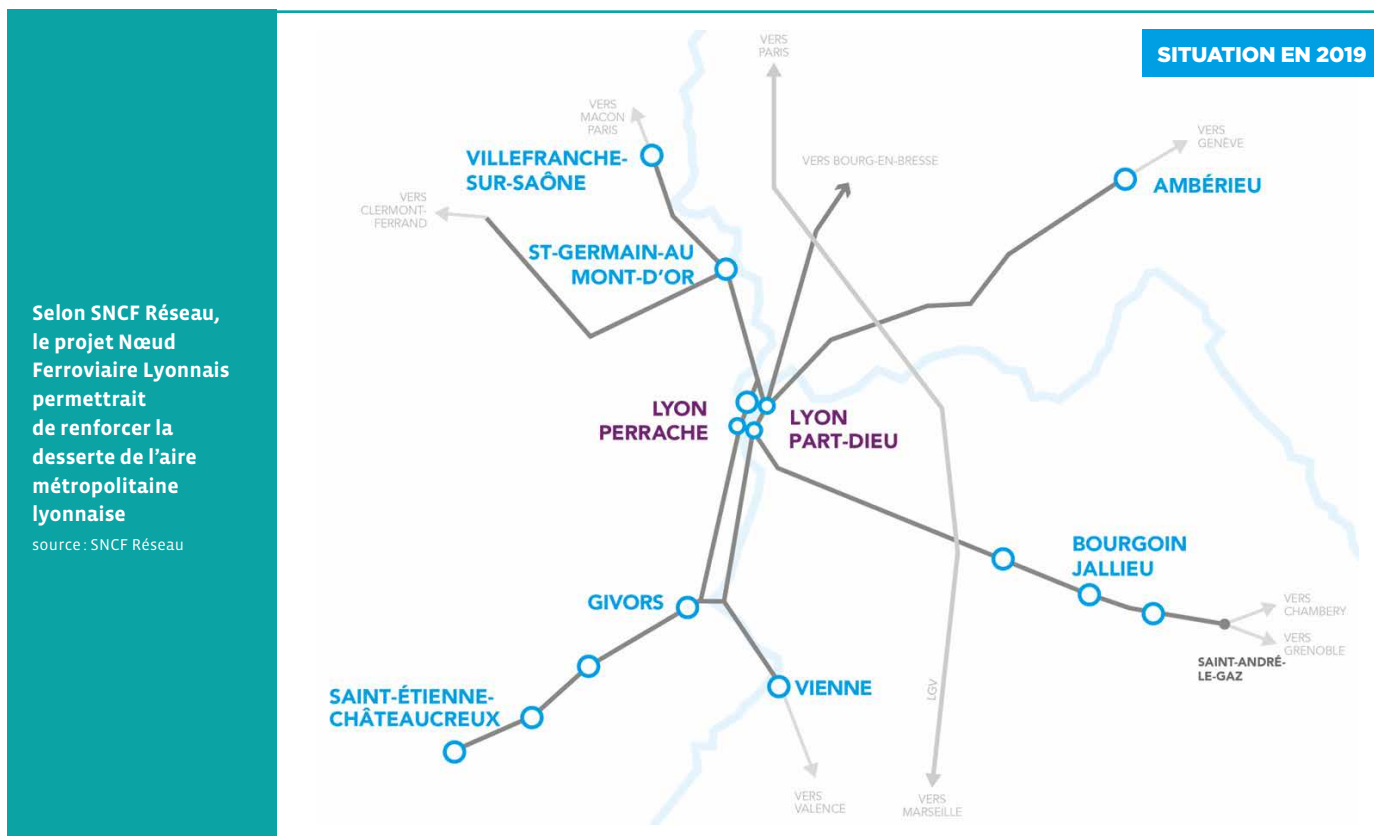 Selon SNCF Réseau,
le projet Nœud
Ferroviaire Lyonnais
permettrait
de renforcer la
desserte de l’aire
métropolitaine
lyonnaise
source : SNCF Réseau
SITUATION EN 2019
VERS
PARIS
VERS
MACON
PARIS
VERS
GENÈVE
VILLEFRANCHE-
SUR-SAÔNE
VERS BOURG-EN-BRESSE
AMBÉRIEU
VERS
CLERMONT-
FERRAND
ST-GERMAIN-AU
MONT-D’OR
LYON
PERRACHE
LYON
PART-DIEU
BOURGOIN
JALLIEU
GIVORS
VERS
CHAMBERY
VERS
GRENOBLE
SAINT-ANDRÉ-
LE-GAZ
SAINT-ÉTIENNE-
CHÂTEAUCREUX
VIENNE
LGV
VERS
VALENCE
VERS
MARSEILLE